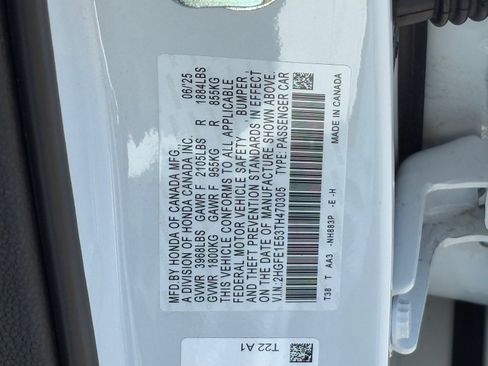 MFD.BY HONDA OF CANADA MFG., 06/25
A DIVISION OF HONDA CANADA INC.
GVWR 3968LBS GAWR F 2105LBS R 1884LBS
GVWR 1800KG GAWR F 955KG R 855KG
THIS VEHICLE CONFORMS TO ALL APPLICABLE
FEDERAL MOTOR VEHICLE SAFETY, BUMPER,
AND THEFT PREVENTION STANDARDS IN EFFECT
ON THE DATE OF MANUFACTURE SHOWN ABOVE.
V.I.N.:2HGFE1E53TH470305 TYPE:PASSENGER CAR
T38 T AA3 -NH883P -E -H MADE IN CANADA
T22 A1